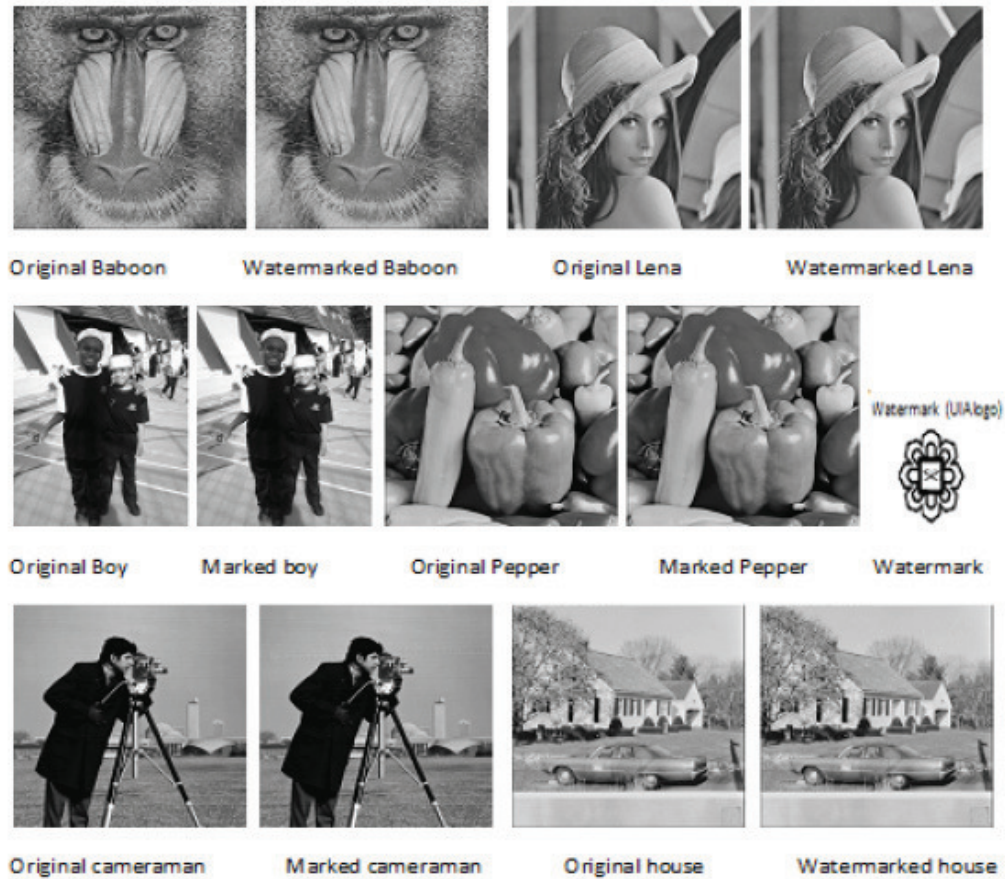 Original Baboon
Watermarked Baboon
Original Lena
Watermarked Lena
Watermark (UIAlogo)
Original Boy
Marked boy
Original Pepper
Marked Pepper
Watermark
Original cameraman
Marked cameraman
Original house
Watermarked house